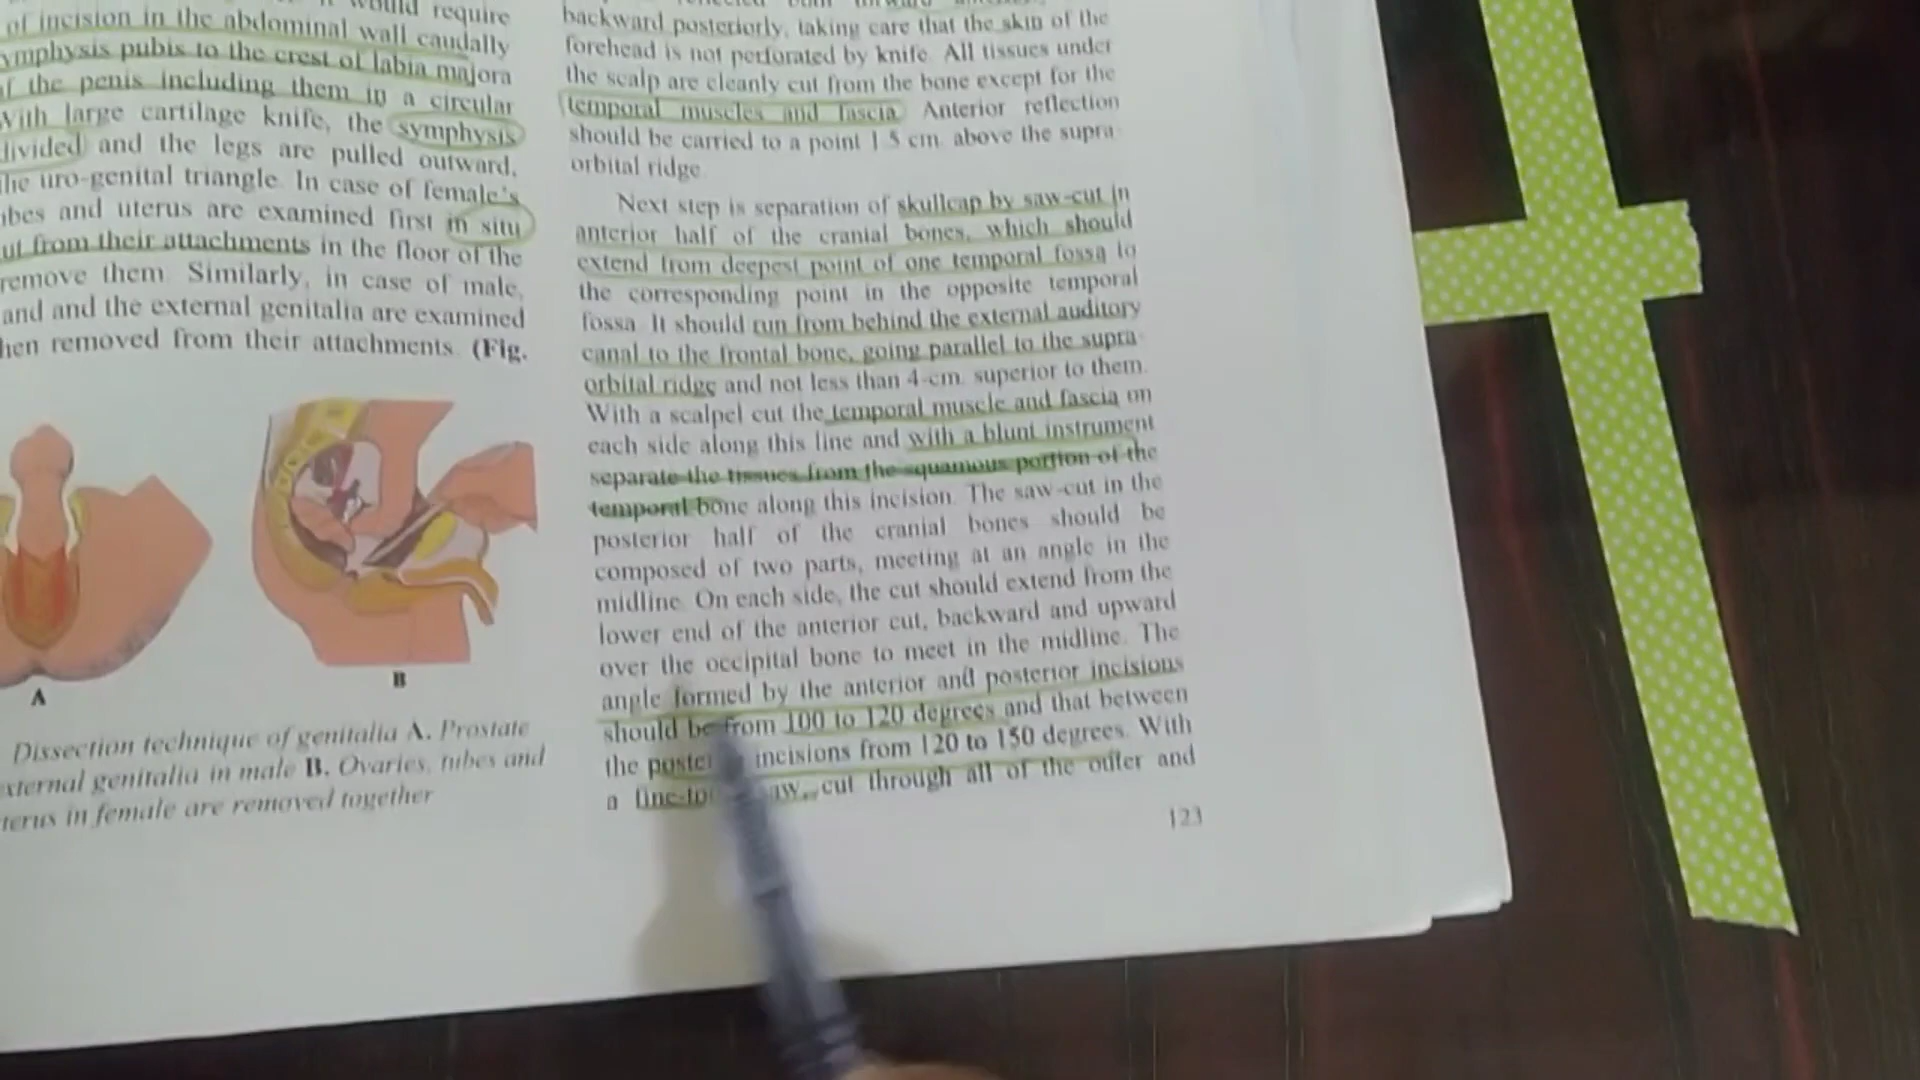 would require
of incision in the abdominal wall caudally
ymphysis pubis to the crest of labia majora
f the penis including them in a circular
With large cartilage knife, the symphysis
divided and the legs are pulled outward,
the uro-genital triangle. In case of female's
ubes and uterus are examined first in situ
ut from their attachments in the floor of the
remove them. Similarly, in case of male,
and and the external genitalia are examined
hen removed from their attachments. (Fig.
A
B
Dissection technique of genitalia A. Prostate
xternal genitalia in male B. Ovaries, tubes and
terus in female are removed together
backward posteriorly, taking care that the skin of the
forehead is not perforated by knife. All tissues under
the scalp are cleanly cut from the bone except for the
temporal muscles and fascia. Anterior reflection
should be carried to a point 1.5 cm. above the supra-
orbital ridge.
Next step is separation of skullcap by saw-cut in
anterior half of the cranial bones, which should
extend from deepest point of one temporal fossa to
the corresponding point in the opposite temporal
fossa. It should run from behind the external auditory
canal to the frontal bone, going parallel to the supra-
orbital ridge and not less than 4-cm. superior to them.
With a scalpel cut the temporal muscle and fascia on
each side along this line and with a blunt instrument
separate the tissues from the squamous portion of the
temporal bone along this incision. The saw-cut in the
posterior half of the cranial bones should be
composed of two parts, meeting at an angle in the
midline. On each side, the cut should extend from the
lower end of the anterior cut, backward and upward
over the occipital bone to meet in the midline. The
angle formed by the anterior and posterior incisions
should be from 100 to 120 degrees and that between
the incisions from 120 to 150 degrees. With
a cut through all of the outer and
123